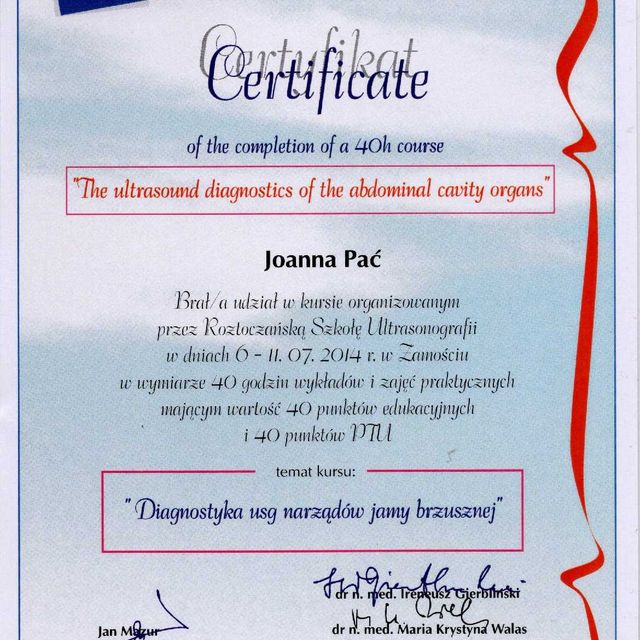 Certyfikat
Certificate
of the completion of a 40h course
"The ultrasound diagnostics of the abdominal cavity organs"
Joanna Pać
Brał/a udział w kursie organizowanym
przez Roztoczańską Szkołę Ultrasonografii
w dniach 6 - 11. 07. 2014 r. w Zamościu
w wymiarze 40 godzin wykładów i zajęć praktycznych
mającym wartość 40 punktów edukacyjnych
i 40 punktów PTU
temat kursu:
"Diagnostyka usg narządów jamy brzusznej"
dr n. med. Ireneusz Gierbliński
Jan Mazur
dr n. med. Maria Krystyna Walas